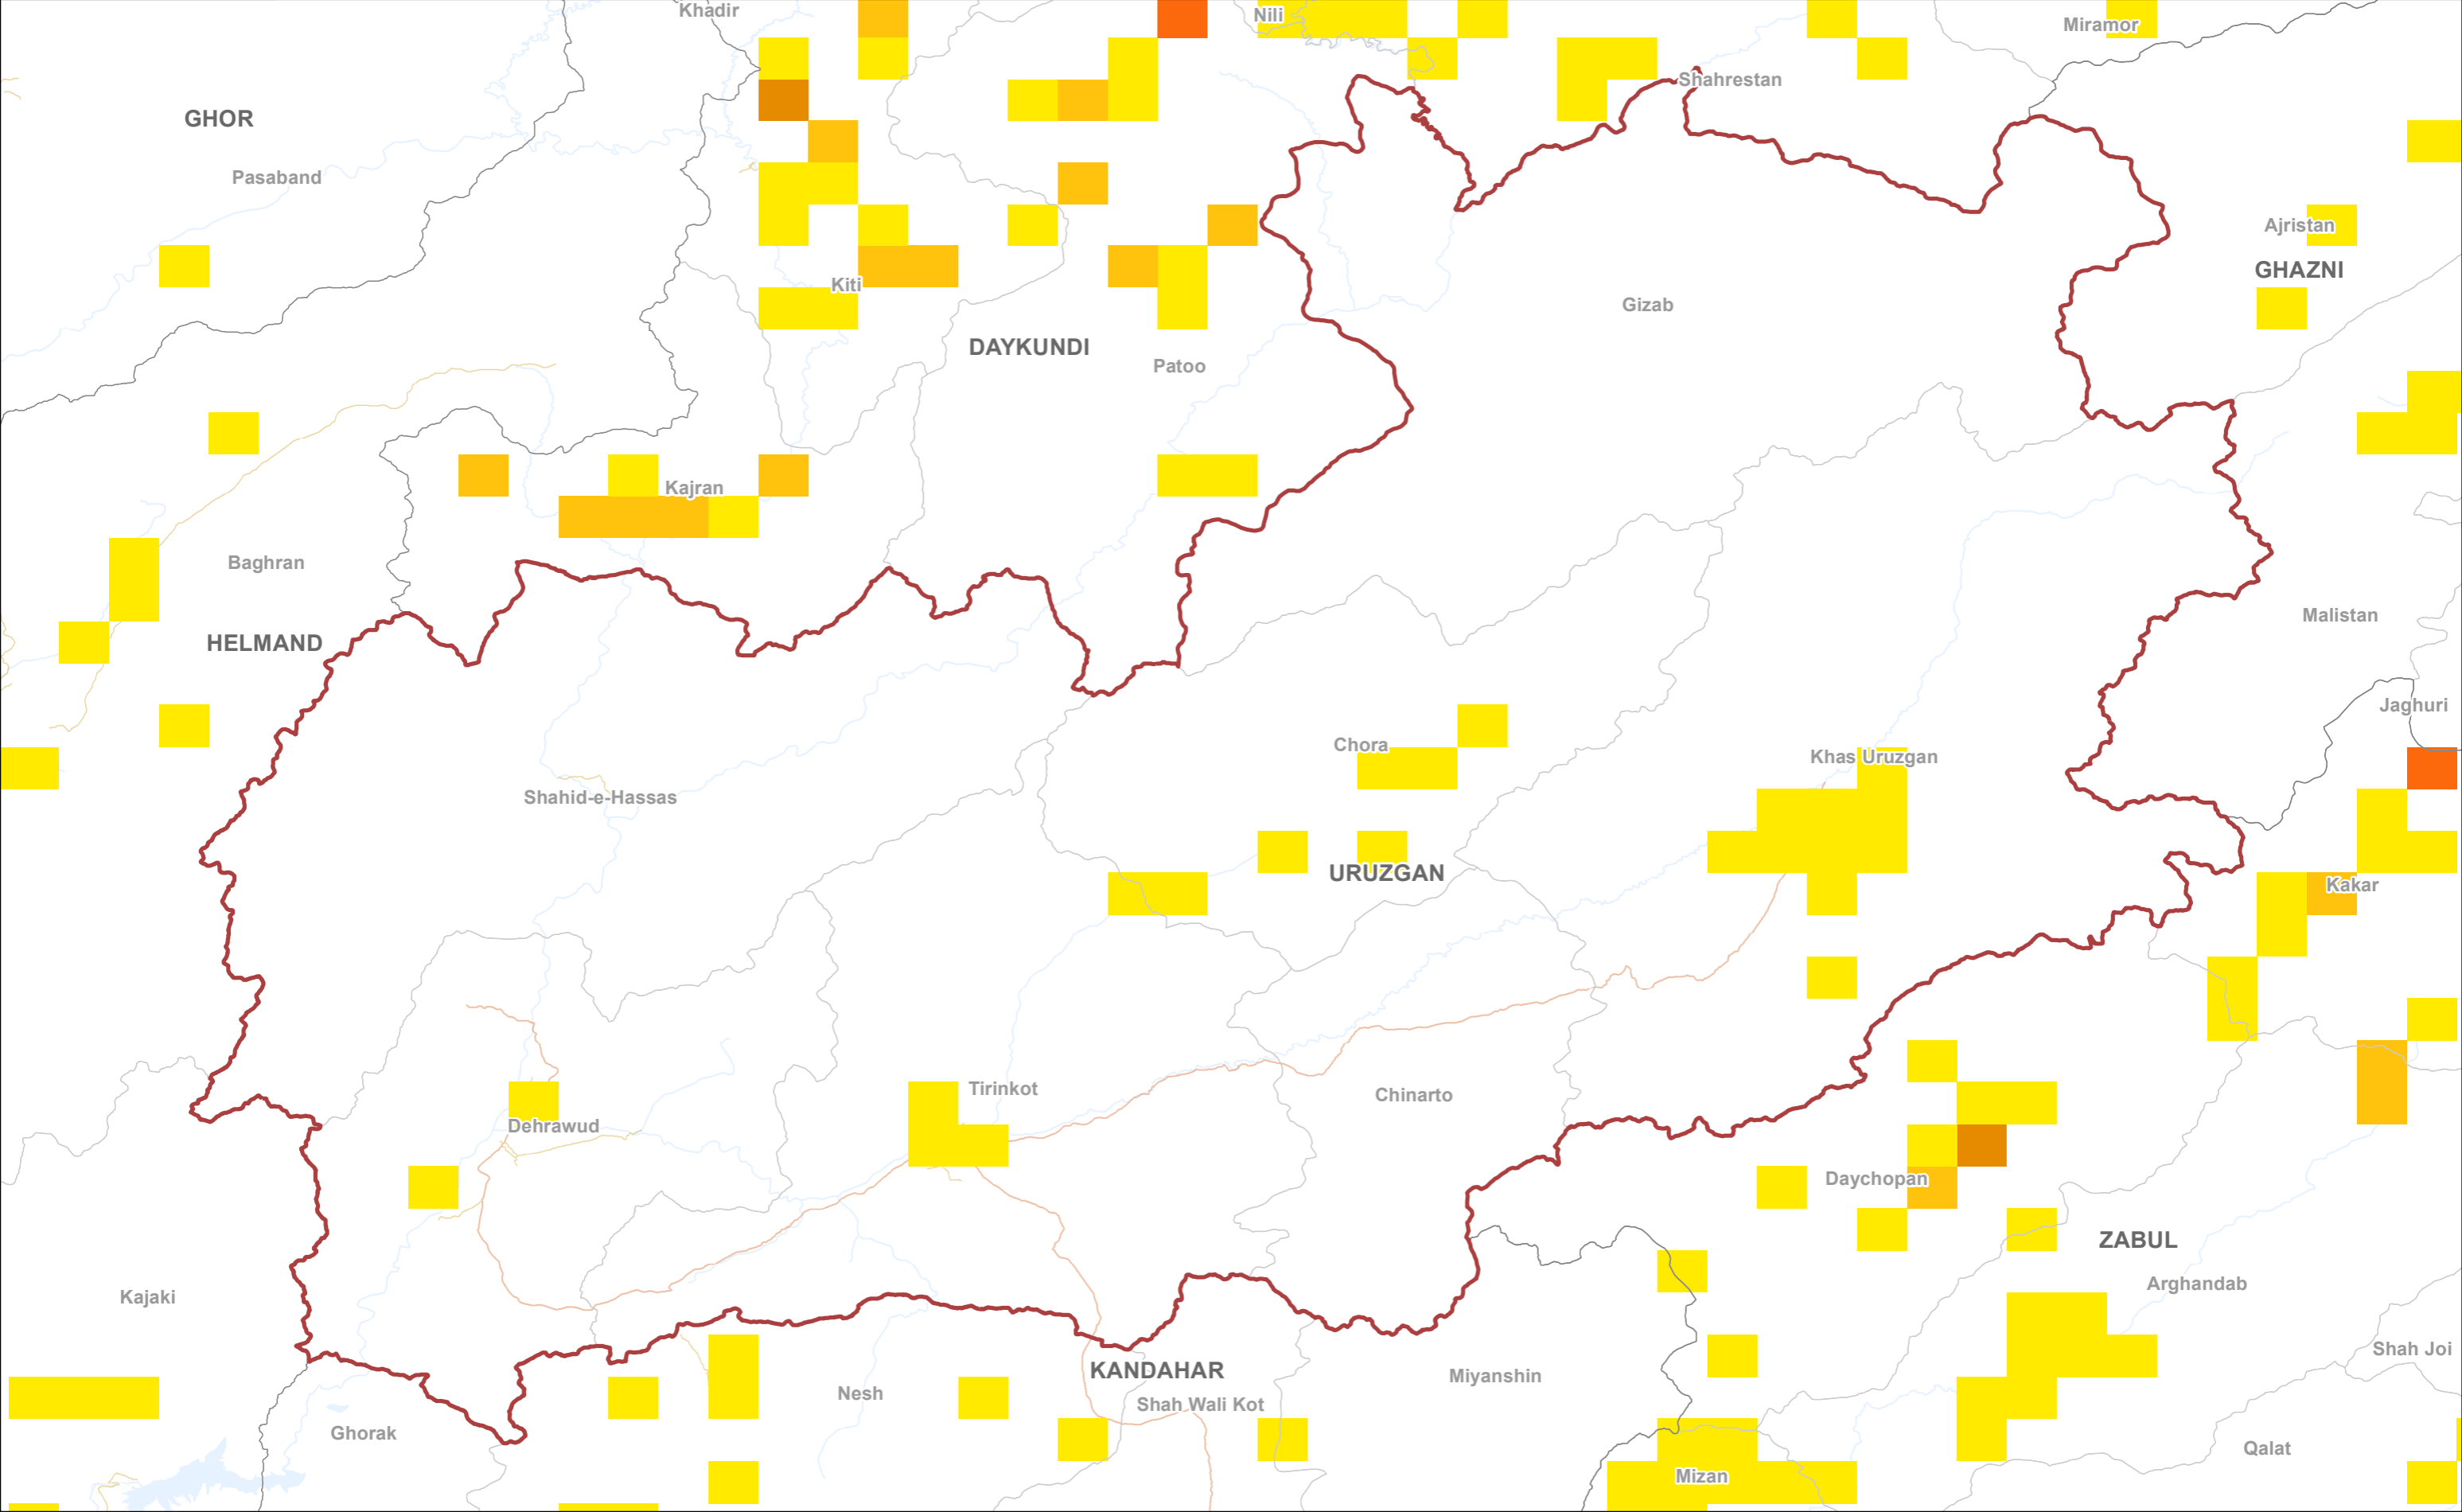 Khadir
Nili
Miramor
Shahrestan
GHOR
Pasaband
Ajristan
GHAZNI
Kiti
Gizab
DAYKUNDI
Patoo
Kajran
Baghran
Malistan
HELMAND
Jaghuri
Chora
Khas Uruzgan
Shahid-e-Hassas
URUZGAN
Kakar
Tirinkot
Chinarto
Dehrawud
Daychopan
ZABUL
Arghandab
Kajaki
Shah Joi
KANDAHAR
Miyanshin
Nesh
Shah Wali Kot
Ghorak
Qalat
Mizan